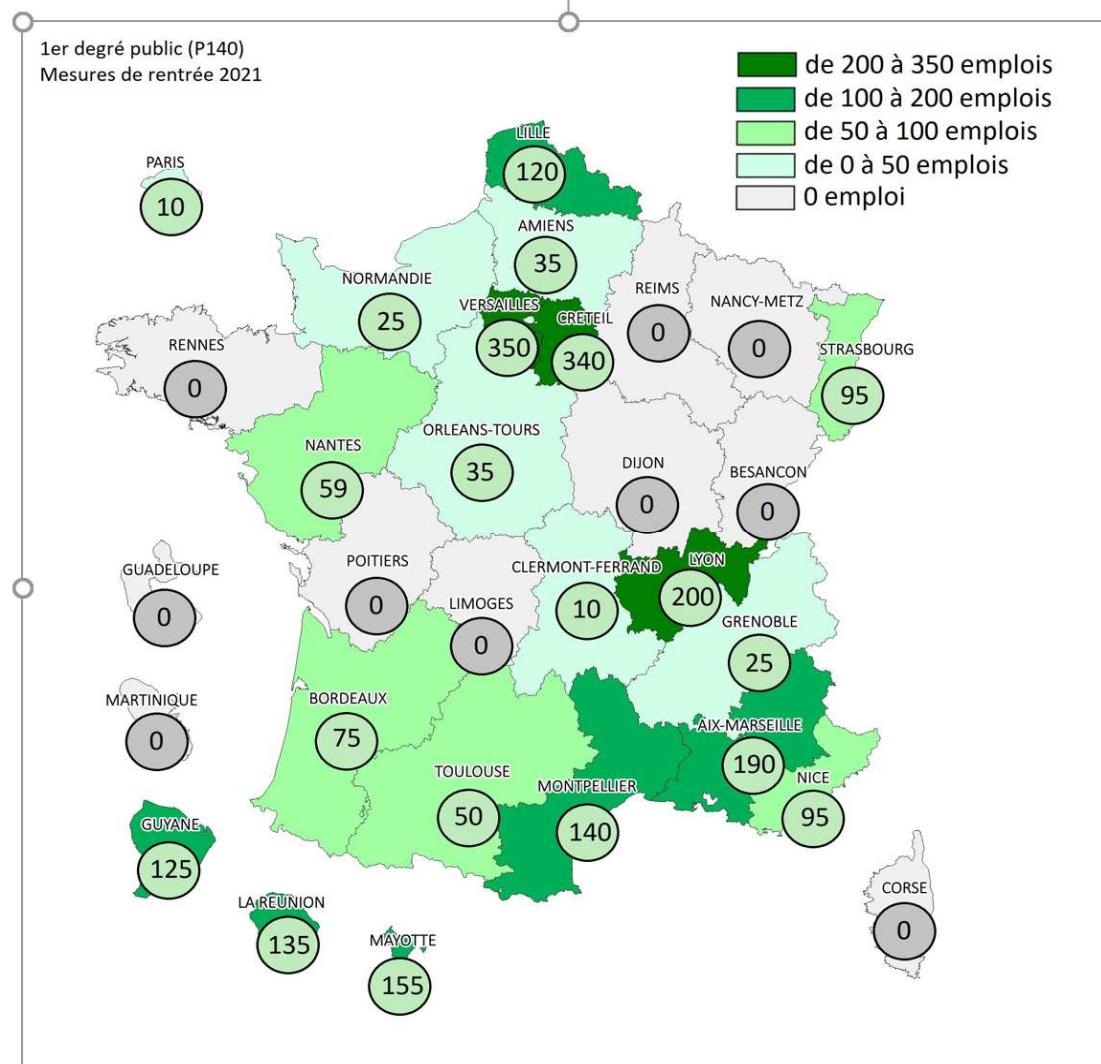 1er degré public (P140)
Mesures de rentrée 2021
de 200 à 350 emplois
de 100 à 200 emplois
de 50 à 100 emplois
de 0 à 50 emplois
0 emploi
LILLE
120
PARIS
10
AMIENS
35
NORMANDIE
25
VERSAILLES
350
CRETEIL
340
REIMS
0
NANCY-METZ
0
STRASBOURG
95
RENNES
0
NANTES
59
ORLEANS-TOURS
35
DIJON
0
BESANCON
0
GUADELOUPE
0
POITIERS
0
LIMOGES
0
CLERMONT-FERRAND
10
LYON
200
GRENOBLE
25
MARTINIQUE
0
BORDEAUX
75
TOULOUSE
50
MONTPELLIER
140
AIX-MARSEILLE
190
NICE
95
GUYANE
125
LA REUNION
135
MAYOTTE
155
CORSE
0